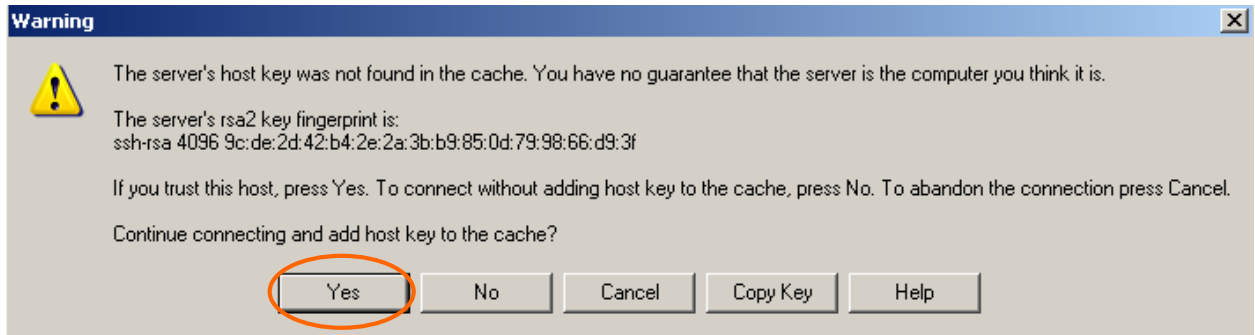 Warning
The server's host key was not found in the cache. You have no guarantee that the server is the computer you think it is.
The server's rsa2 key fingerprint is:
ssh-rsa 4096 9c:de:2d:42:b4:2e:2a:3b:b9:85:0d:79:98:66:d9:3f
If you trust this host, press Yes. To connect without adding host key to the cache, press No. To abandon the connection press Cancel.
Continue connecting and add host key to the cache?
Yes No Cancel Copy Key Help